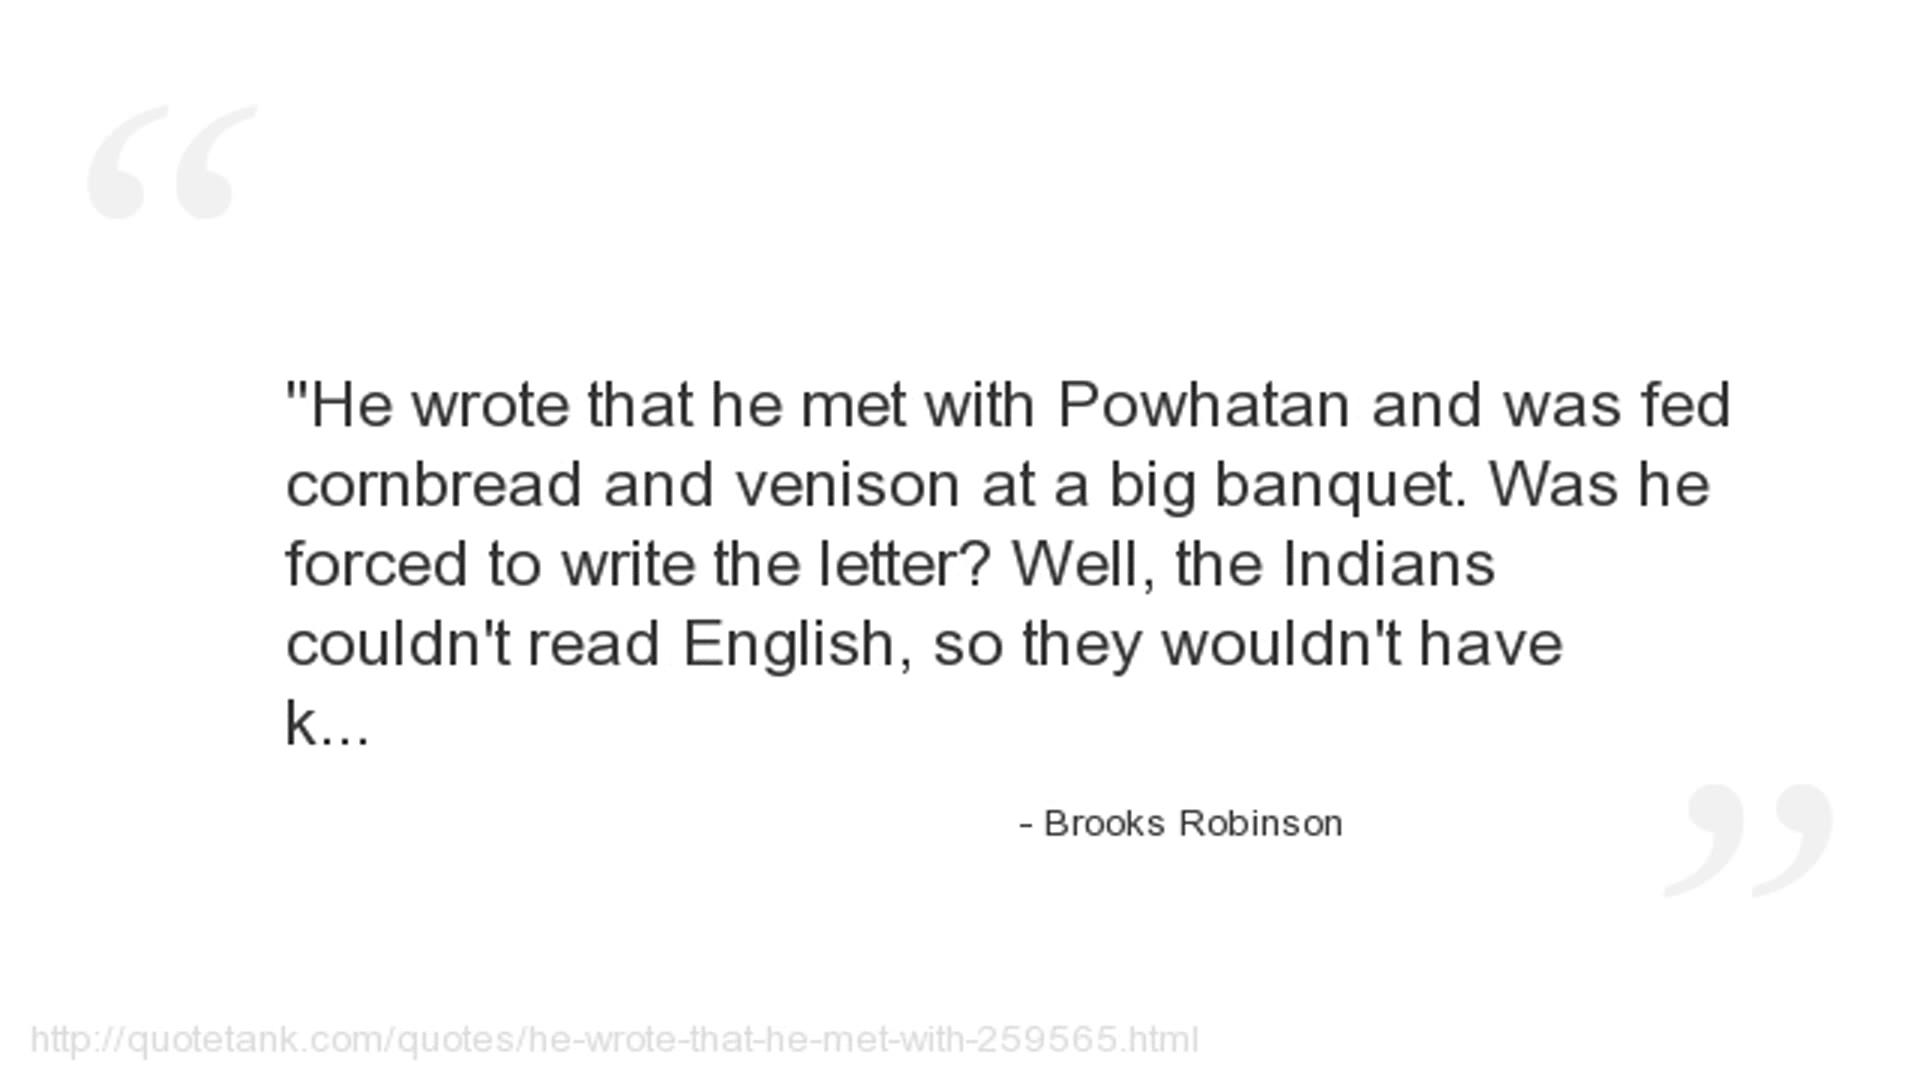 "He wrote that he met with Powhatan and was fed
cornbread and venison at a big banquet. Was he
forced to write the letter? Well, the Indians
couldn't read English, so they wouldn't have
k...
- Brooks Robinson
http://quotetank.com/quotes/he-wrote-that-he-met-with-259565.html